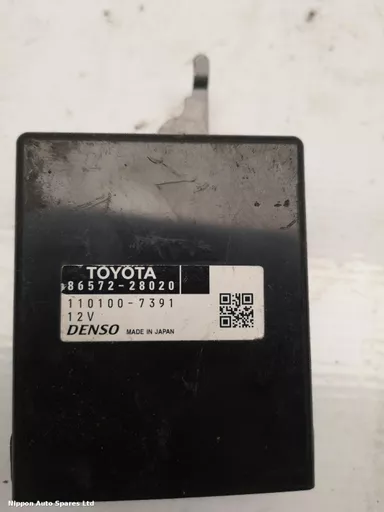 TOYOTA
86572-28020
110100-7391
12V
DENSO MADE IN JAPAN
Nippon Auto Spares Ltd